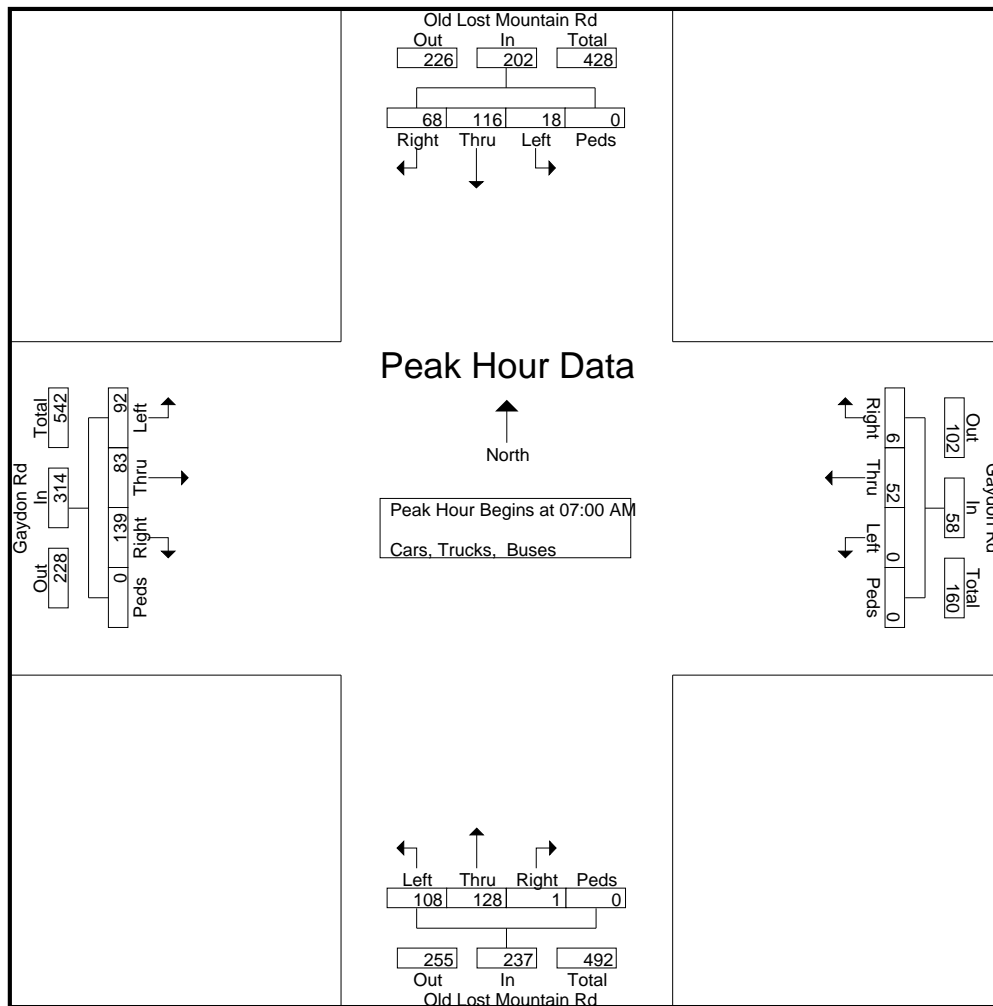 Old Lost Mountain Rd
Out In Total
226 202 428
68 116 18 0
Right Thru Left Peds
Peak Hour Data
North
Peak Hour Begins at 07:00 AM
Cars, Trucks, Buses
Gaydon Rd
Total In Out
542 314 228
92 83 139 0
Left Thru Right Peds
Right Thru Left Peds
6 52 0 0
102 58 160
Out In Total
Gaydon Rd
Left Thru Right Peds
108 128 1 0
255 237 492
Out In Total
Old Lost Mountain Rd